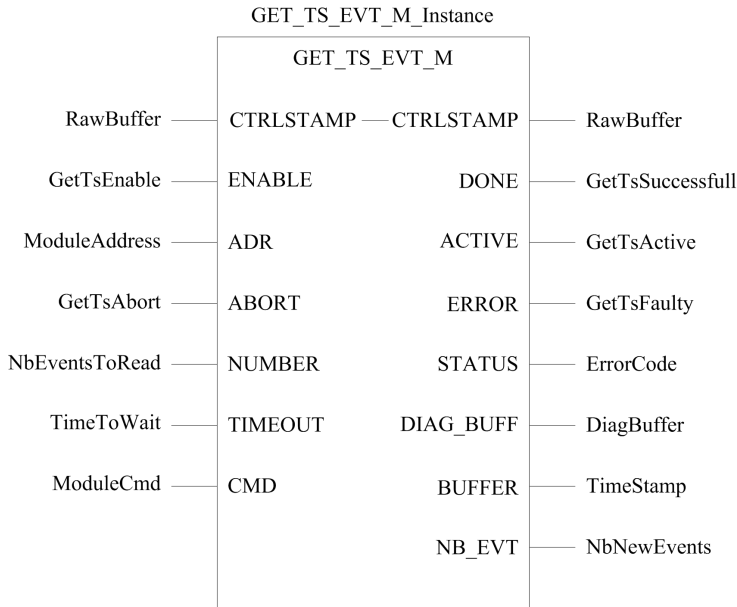 GET_TS_EVT_M_Instance
GET_TS_EVT_M
RawBuffer CTRLSTAMP CTRLSTAMP RawBuffer
GetTsEnable ENABLE DONE GetTsSuccessfull
ModuleAddress ADR ACTIVE GetTsActive
GetTsAbort ABORT ERROR GetTsFaulty
NbEventsToRead NUMBER STATUS ErrorCode
TimeToWait TIMEOUT DIAG_BUFF DiagBuffer
ModuleCmd CMD BUFFER TimeStamp
NB_EVT NbNewEvents